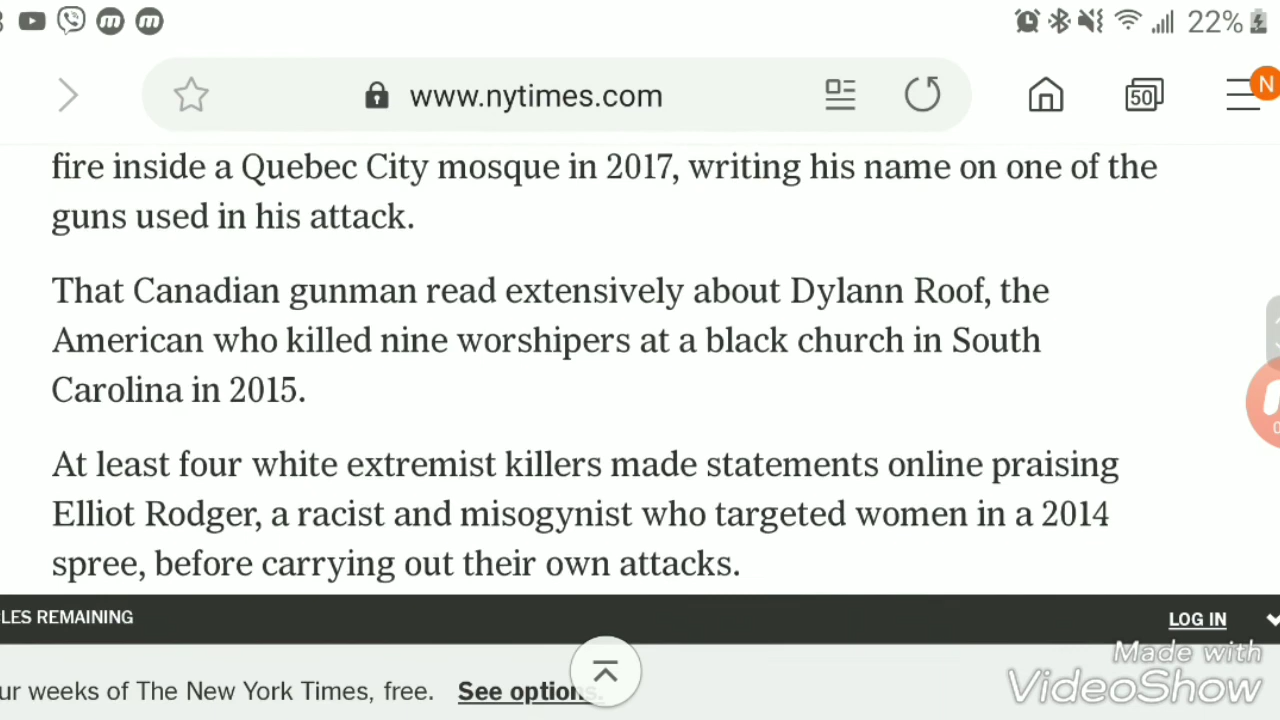 22%
www.nytimes.com
50
N
fire inside a Quebec City mosque in 2017, writing his name on one of the
guns used in his attack.
That Canadian gunman read extensively about Dylann Roof, the
American who killed nine worshipers at a black church in South
Carolina in 2015.
At least four white extremist killers made statements online praising
Elliot Rodger, a racist and misogynist who targeted women in a 2014
spree, before carrying out their own attacks.
LES REMAINING
LOG IN
ur weeks of The New York Times, free. See options.
Made with
VideoShow